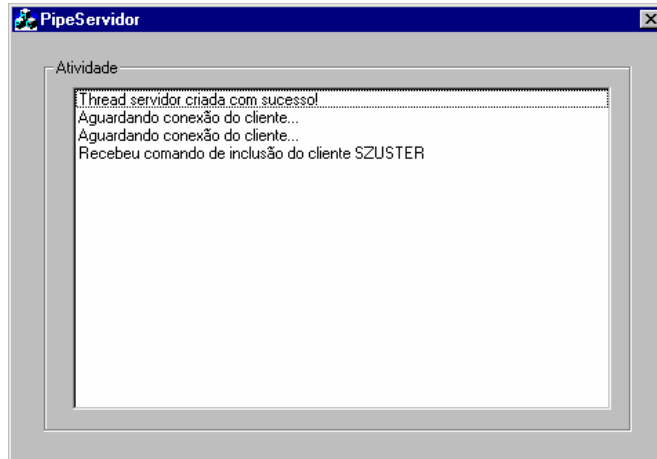 PipeServidor
Atividade
Thread servidor criada com sucesso!
Aguardando conexão do cliente...
Aguardando conexão do cliente...
Recebeu comando de inclusão do cliente SZUSTER